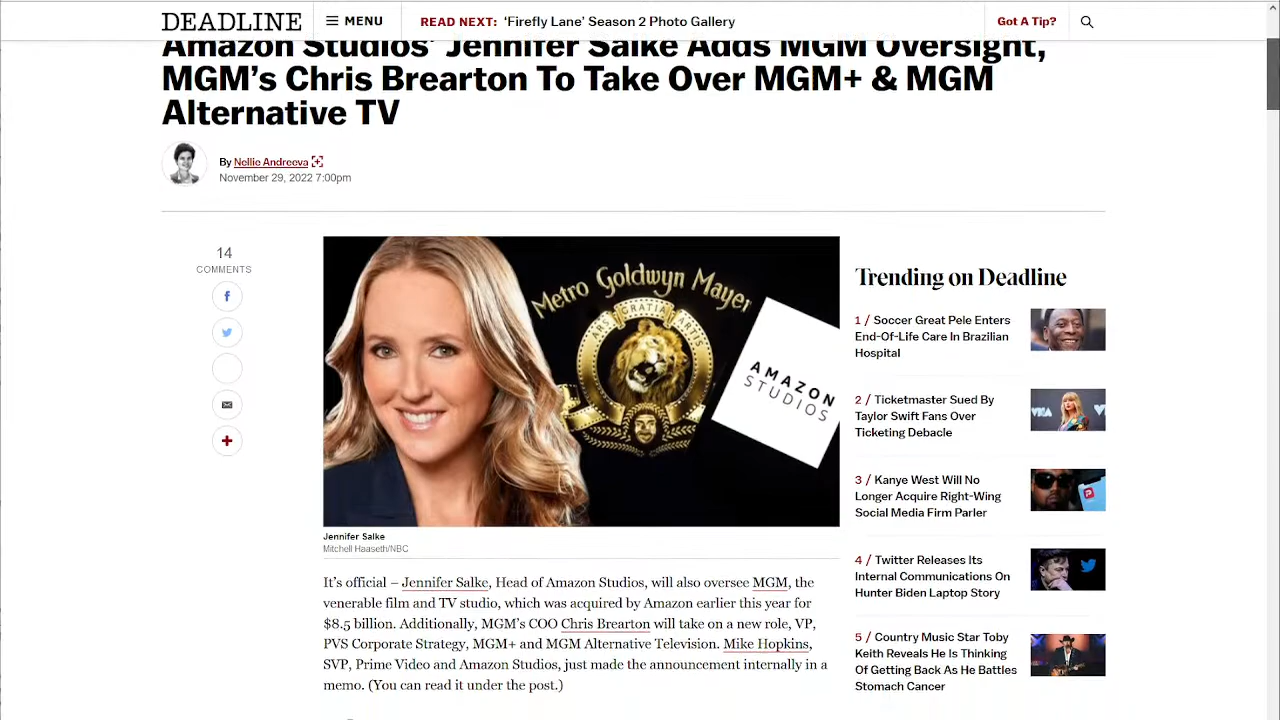 DEADLINE
MENU
READ NEXT: 'Firefly Lane' Season 2 Photo Gallery
Got A Tip?
Amazon Studios' Jennifer Salke Adds MGM Oversight,
MGM's Chris Brearton To Take Over MGM+ & MGM
Alternative TV
By Nellie Andreeva
November 29, 2022 7:00pm
14
COMMENTS
Metro Goldwyn Mayer
ARS GRATIA ARTIS
AMAZON
STUDIOS
Jennifer Salke
Mitchell Haaseth/NBC
It's official – Jennifer Salke, Head of Amazon Studios, will also oversee MGM, the
venerable film and TV studio, which was acquired by Amazon earlier this year for
$8.5 billion. Additionally, MGM's COO Chris Brearton will take on a new role, VP,
PVS Corporate Strategy, MGM+ and MGM Alternative Television. Mike Hopkins,
SVP, Prime Video and Amazon Studios, just made the announcement internally in a
memo. (You can read it under the post.)
Trending on Deadline
1 / Soccer Great Pele Enters
End-Of-Life Care In Brazilian
Hospital
2 / Ticketmaster Sued By
Taylor Swift Fans Over
Ticketing Debacle
3 / Kanye West Will No
Longer Acquire Right-Wing
Social Media Firm Parler
4 / Twitter Releases Its
Internal Communications On
Hunter Biden Laptop Story
5 / Country Music Star Toby
Keith Reveals He Is Thinking
Of Getting Back As He Battles
Stomach Cancer